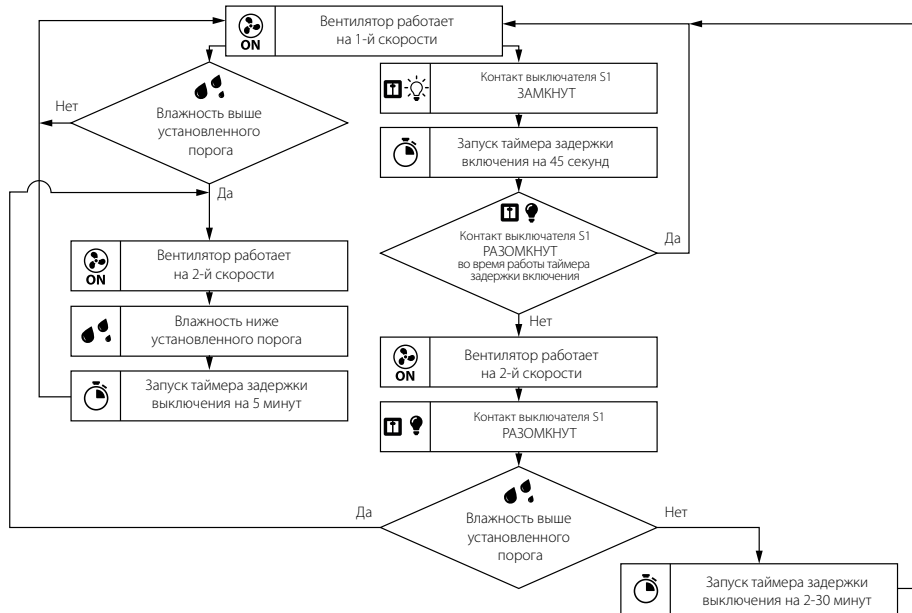 ON
Вентилятор работает
на 1-й скорости
Нет
Влажность выше
установленного
порога
Да
ON
Вентилятор работает
на 2-й скорости
Влажность ниже
установленного порога
Запуск таймера задержки
выключения на 5 минут
Контакт выключателя S1
ЗАМКНУТ
Запуск таймера задержки
включения на 45 секунд
Контакт выключателя S1
РАЗОМКНУТ
во время работы таймера
задержки включения
Да
Нет
ON
Вентилятор работает
на 2-й скорости
Контакт выключателя S1
РАЗОМКНУТ
Да
Влажность выше
установленного
порога
Нет
Запуск таймера задержки
выключения на 2-30 минут